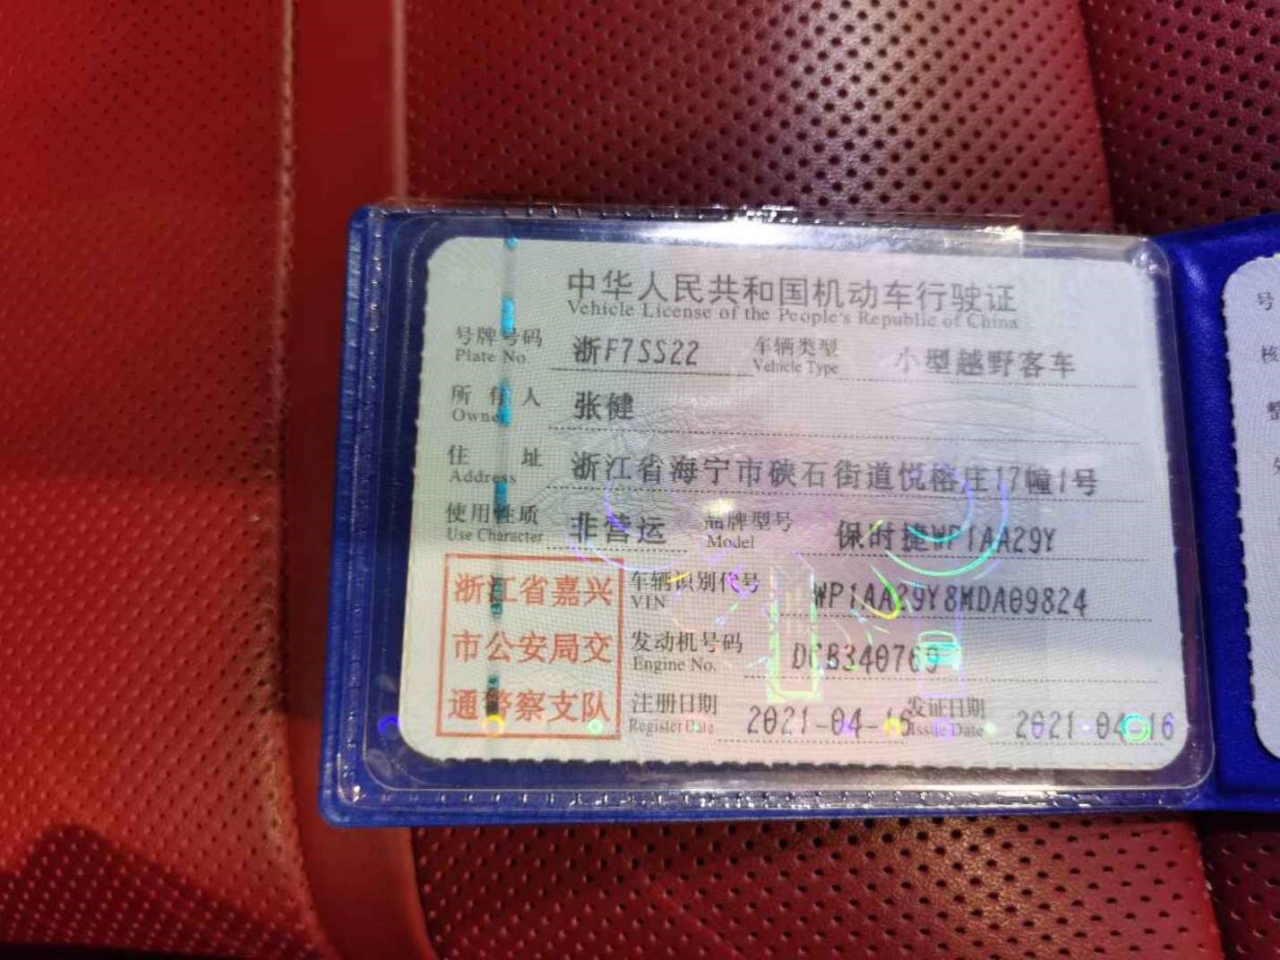 中华人民共和国机动车行驶证
Vehicle License of the People's Republic of China
号牌号码 浙F7SS22 车辆类型 小型越野客车
Plate No. Vehicle Type
所有人 张健
Owner
住址 浙江省海宁市硖石街道悦榕庄17幢1号
Address
使用性质 非营运 品牌型号 保时捷WP1AA29Y
Use Character Model
浙江省嘉兴
市公安局交
通警察支队
车辆识别代号 WP1AA29Y8MDA09824
VIN
发动机号码 DCB340769
Engine No.
注册日期 2021-04-16 发证日期 2021-04-16
Register Date Issue Date
号
核
整